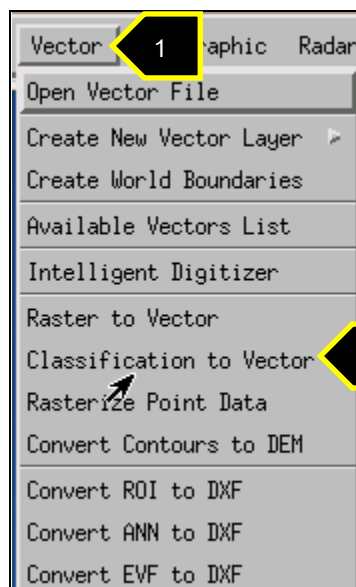 Vector 1 raphic Radar
Open Vector File
Create New Vector Layer
Create World Boundaries
Available Vectors List
Intelligent Digitizer
Raster to Vector
Classification to Vector
Rasterize Point Data
Convert Contours to DEM
Convert ROI to DXF
Convert ANN to DXF
Convert EVF to DXF